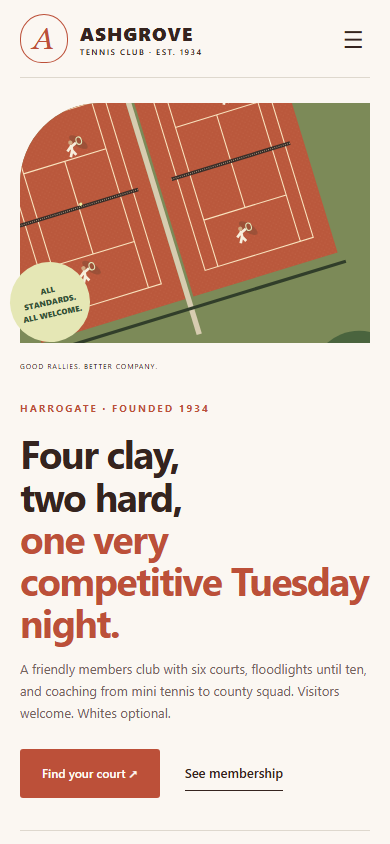 A
ASHGROVE
TENNIS CLUB · EST. 1934
ALL
STANDARDS.
ALL WELCOME.
GOOD RALLIES. BETTER COMPANY.
HARROGATE · FOUNDED 1934
Four clay,
two hard,
one very
competitive Tuesday
night.
A friendly members club with six courts, floodlights until ten,
and coaching from mini tennis to county squad. Visitors
welcome. Whites optional.
Find your court ↗
See membership